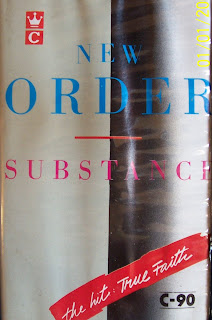 C
NEW
ORDER
SUBSTANCE
the hit: True Faith
C-90